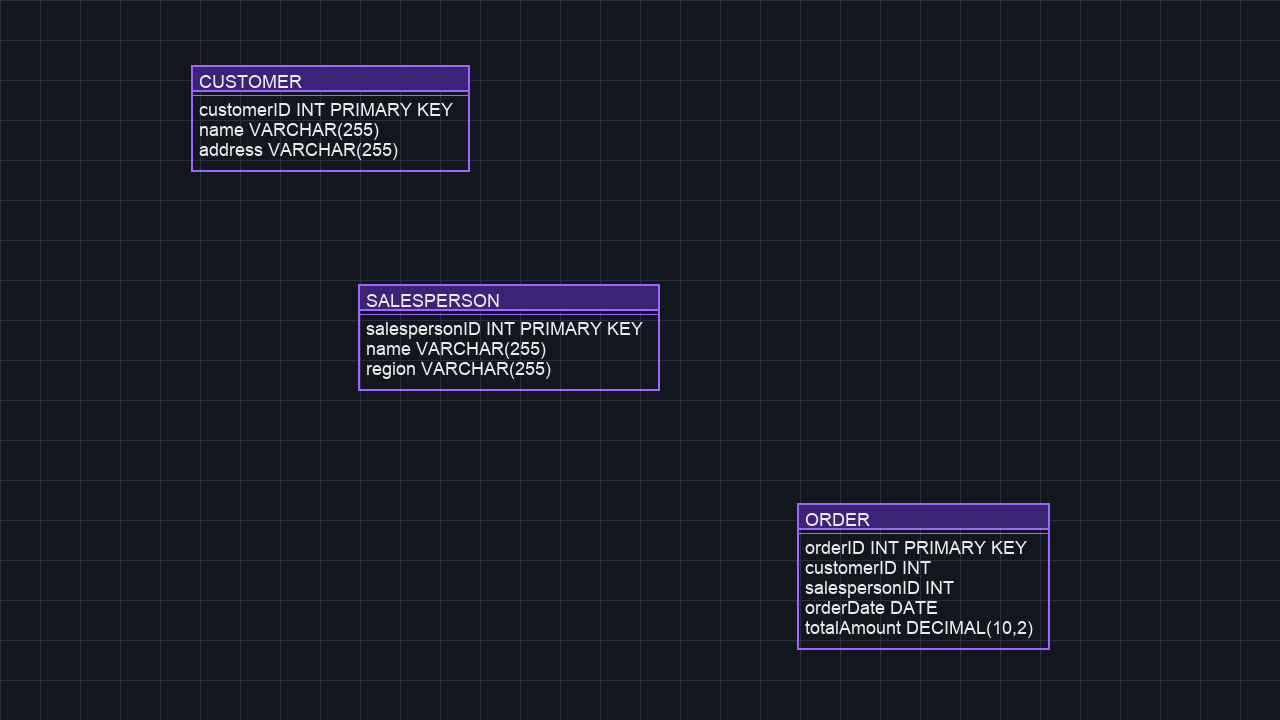 CUSTOMER
customerID INT PRIMARY KEY
name VARCHAR(255)
address VARCHAR(255)
SALESPERSON
salespersonID INT PRIMARY KEY
name VARCHAR(255)
region VARCHAR(255)
ORDER
orderID INT PRIMARY KEY
customerID INT
salespersonID INT
orderDate DATE
totalAmount DECIMAL(10,2)